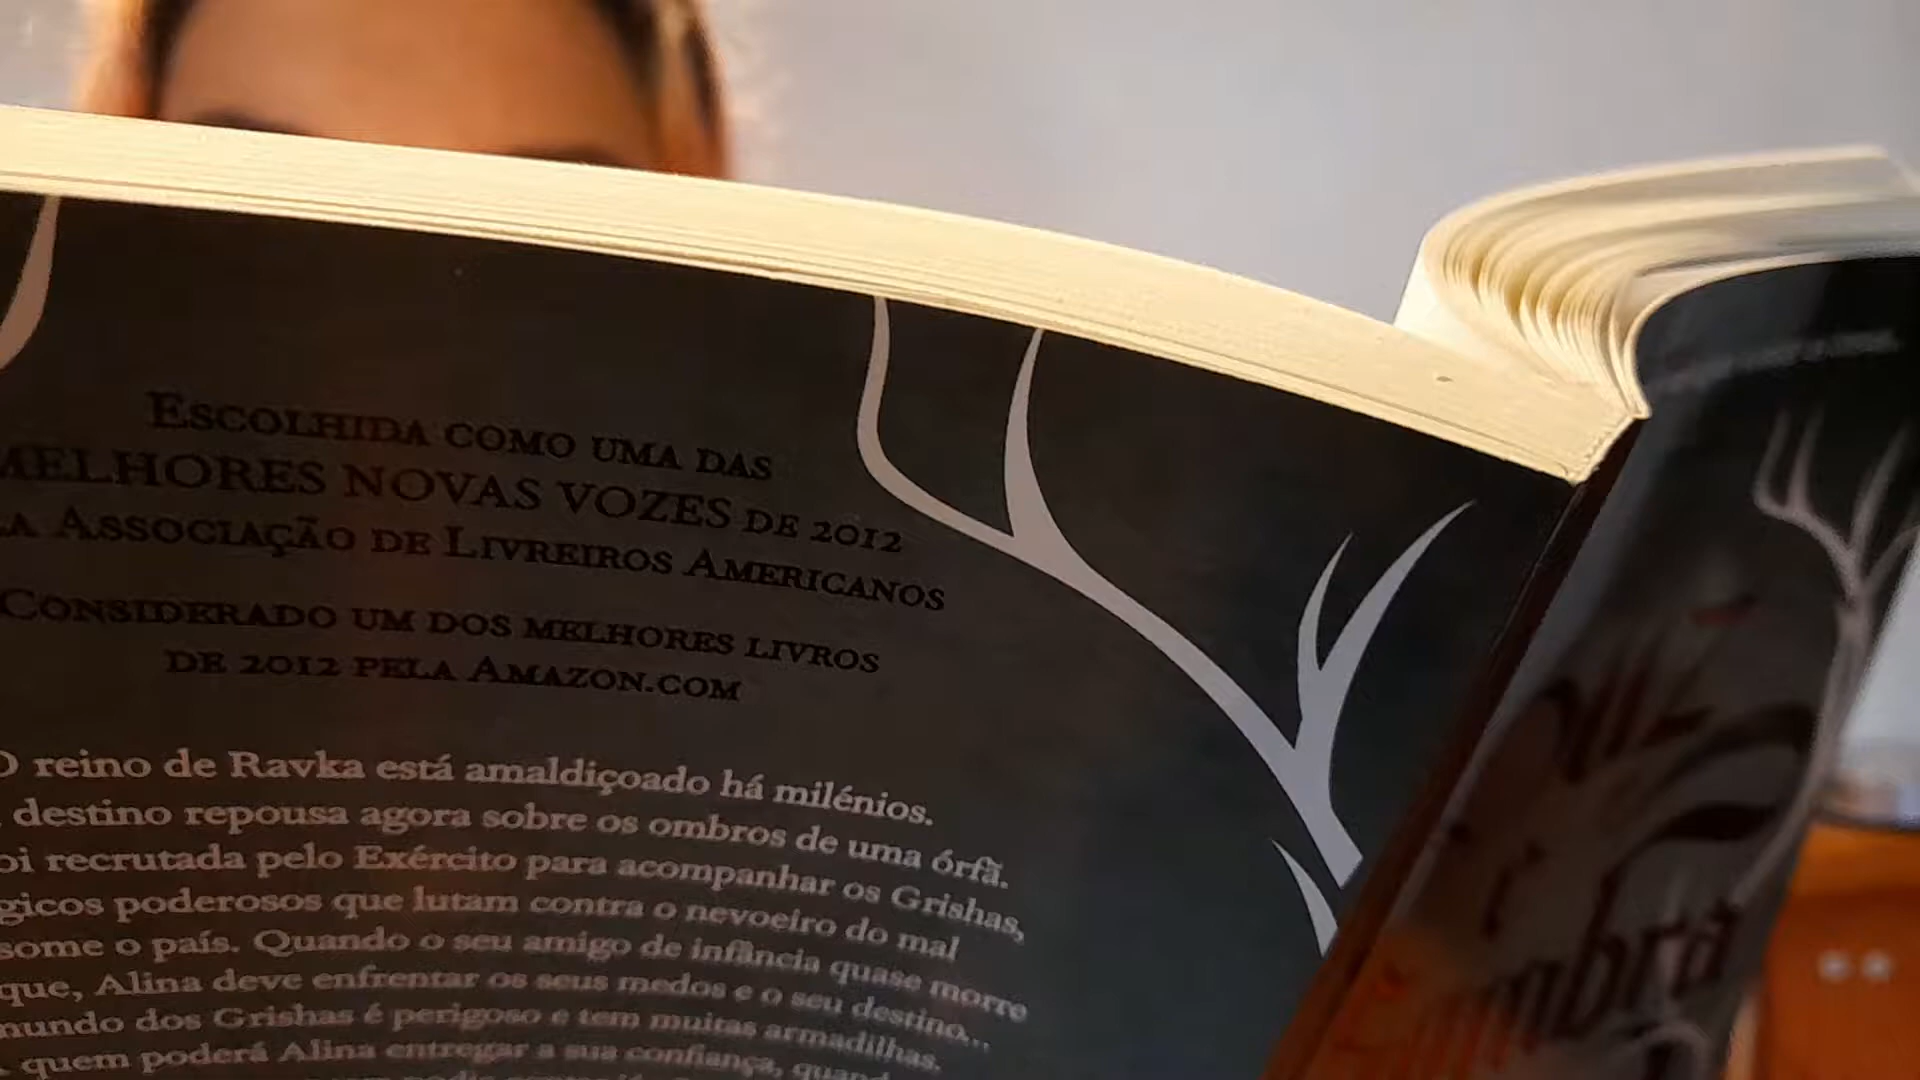 ESCOLHIDA COMO UMA DAS
MELHORES NOVAS VOZES DE 2012
ASSOCIAÇÃO DE LIVREIROS AMERICANOS
CONSIDERADO UM DOS MELHORES LIVROS
DE 2012 PELA AMAZON.COM
O reino de Ravka está amaldiçoado há milénios.
destino repousa agora sobre os ombros de uma órfã.
recrutada pelo Exército para acompanhar os Grishas,
poderosos que lutam contra o nevoeiro do mal
o país. Quando o seu amigo de infância quase morre
que, Alina deve enfrentar os seus medos e o seu destino...
mundo dos Grishas é perigoso e tem muitas armadilhas.
quem poderá Alina entregar a sua confiança, quando